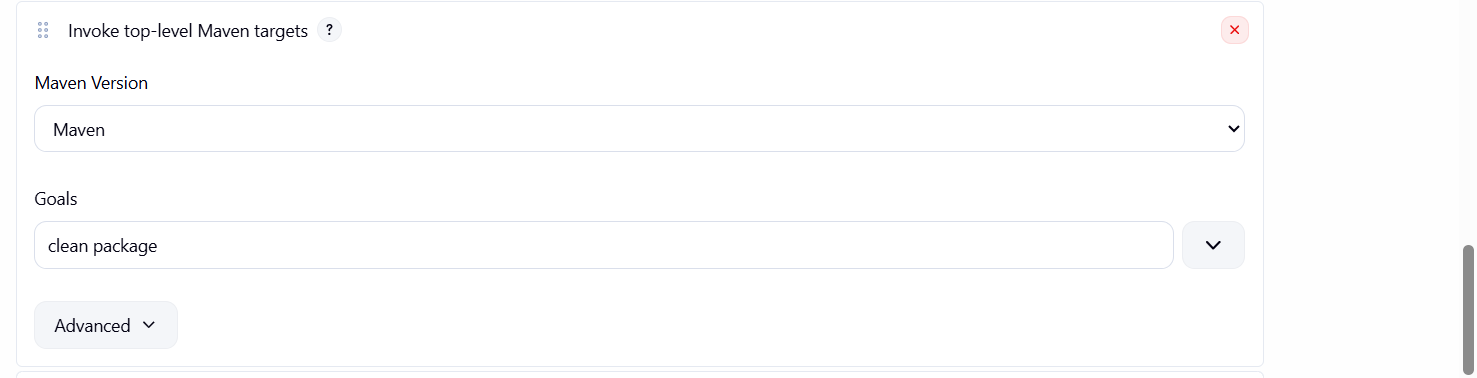 Invoke top-level Maven targets ?
Maven Version
Maven
Goals
clean package
Advanced